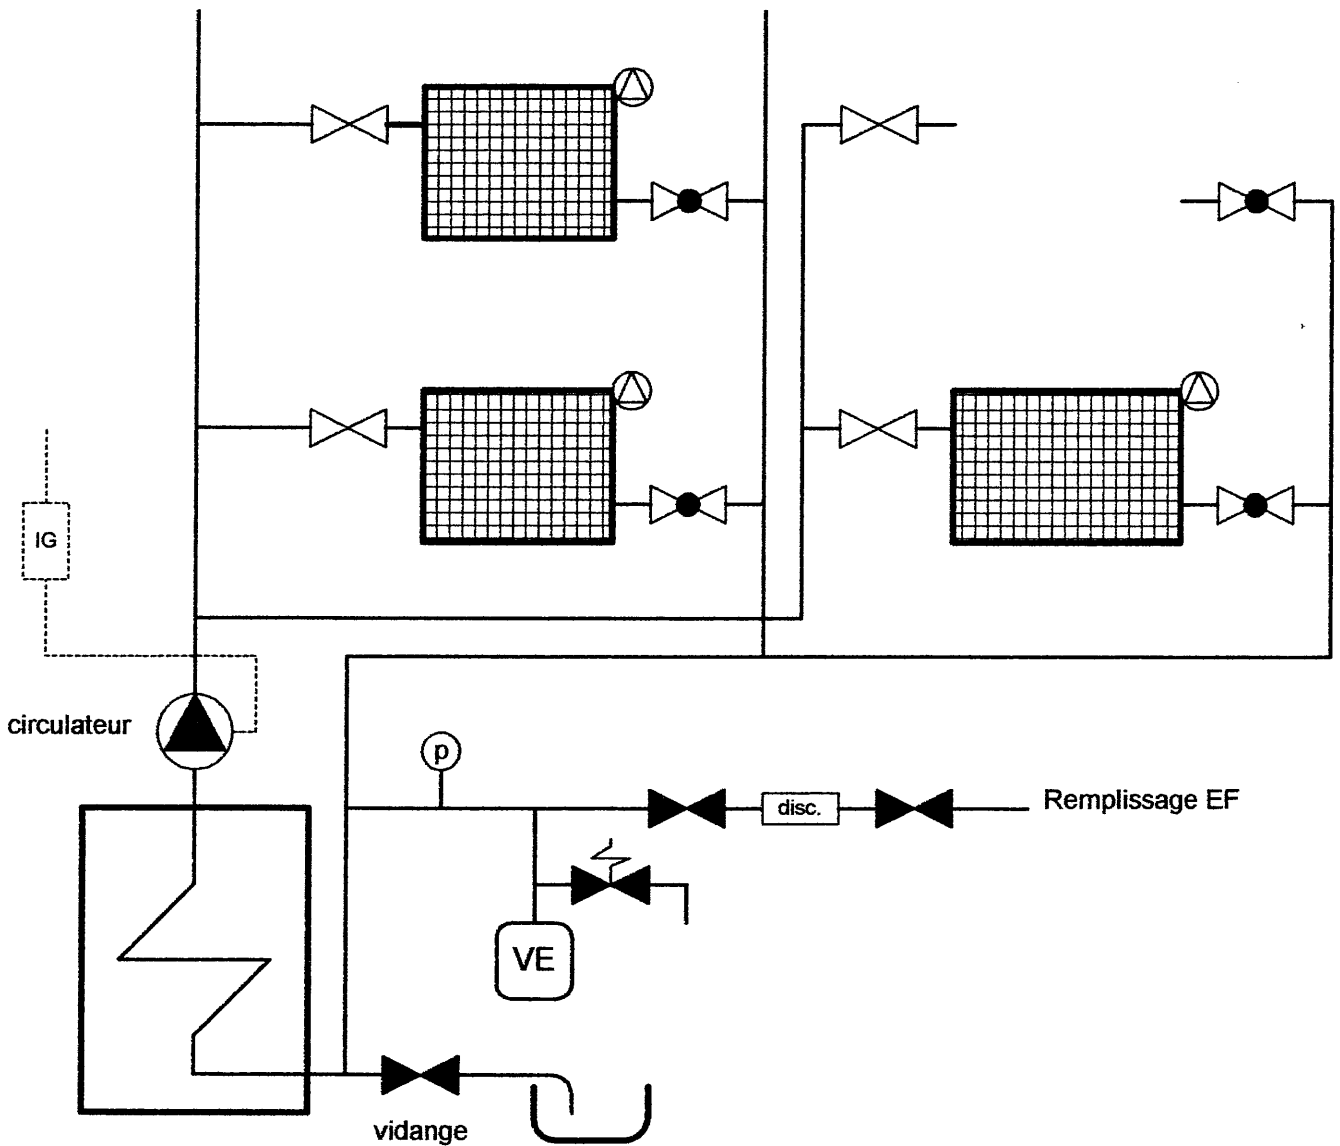 IG
circulateur
p
disc.
Remplissage EF
VE
vidange